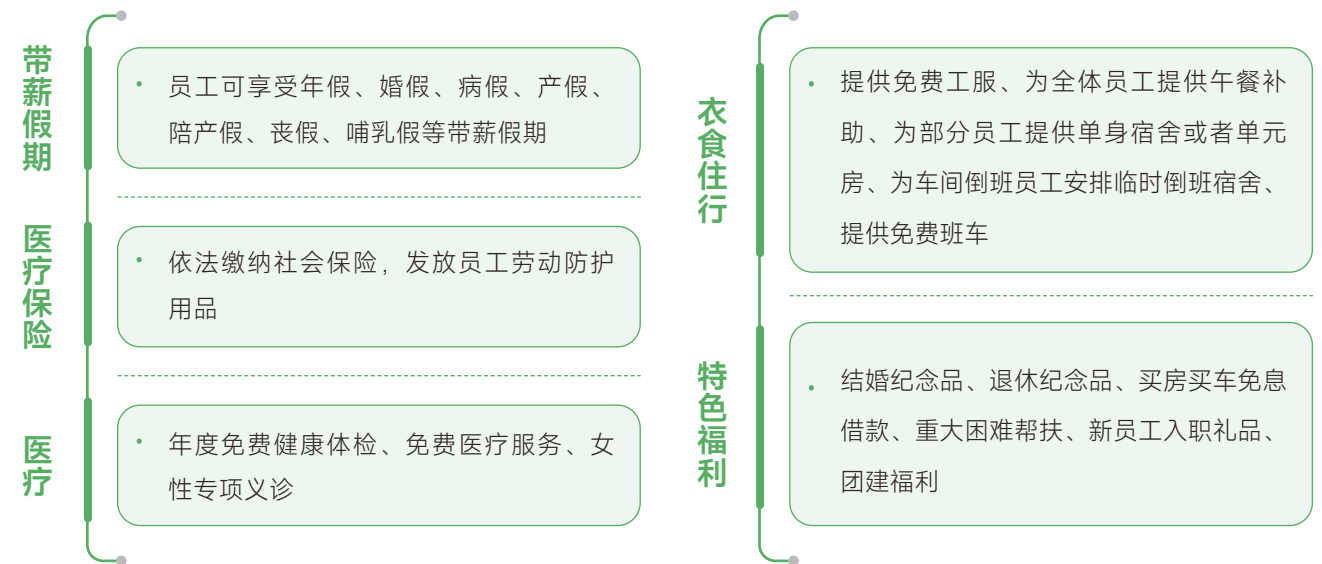 带薪假期
员工可享受年假、婚假、病假、产假、
陪产假、丧假、哺乳假等带薪假期
医疗保险
依法缴纳社会保险，发放员工劳动防护
用品
医疗
年度免费健康体检、免费医疗服务、女
性专项义诊
衣食住行
提供免费工服、为全体员工提供午餐补
助、为部分员工提供单身宿舍或者单元
房、为车间倒班员工安排临时倒班宿舍、
提供免费班车
特色福利
结婚纪念品、退休纪念品、买房买车免息
借款、重大困难帮扶、新员工入职礼品、
团建福利